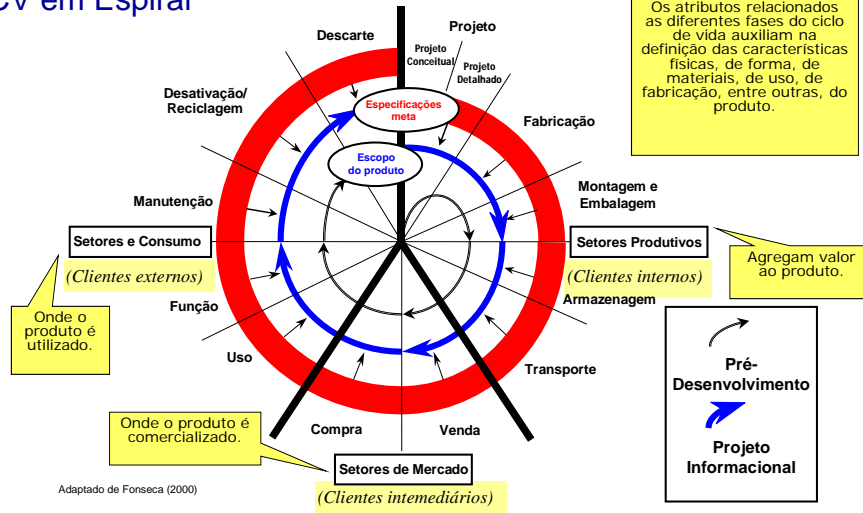 CV em Espiral
Os atributos relacionados
as diferentes fases do ciclo
de vida auxiliam na
definição das características
físicas, de forma, de
materiais, de uso, de
fabricação, entre outras, do
produto.
Descarte
Projeto
Projeto
Conceitual
Projeto
Detalhado
Desativação/
Reciclagem
Especificações
meta
Fabricação
Escopo
do produto
Manutenção
Montagem e
Embalagem
Setores e Consumo
(Clientes externos)
Setores Produtivos
(Clientes internos)
Agregam valor
ao produto.
Onde o
produto é
utilizado.
Função
Armazenagem
Uso
Transporte
Pré-
Desenvolvimento
Projeto
Informacional
Onde o produto é
comercializado.
Compra
Venda
Setores de Mercado
(Clientes intemediários)
Adaptado de Fonseca (2000)